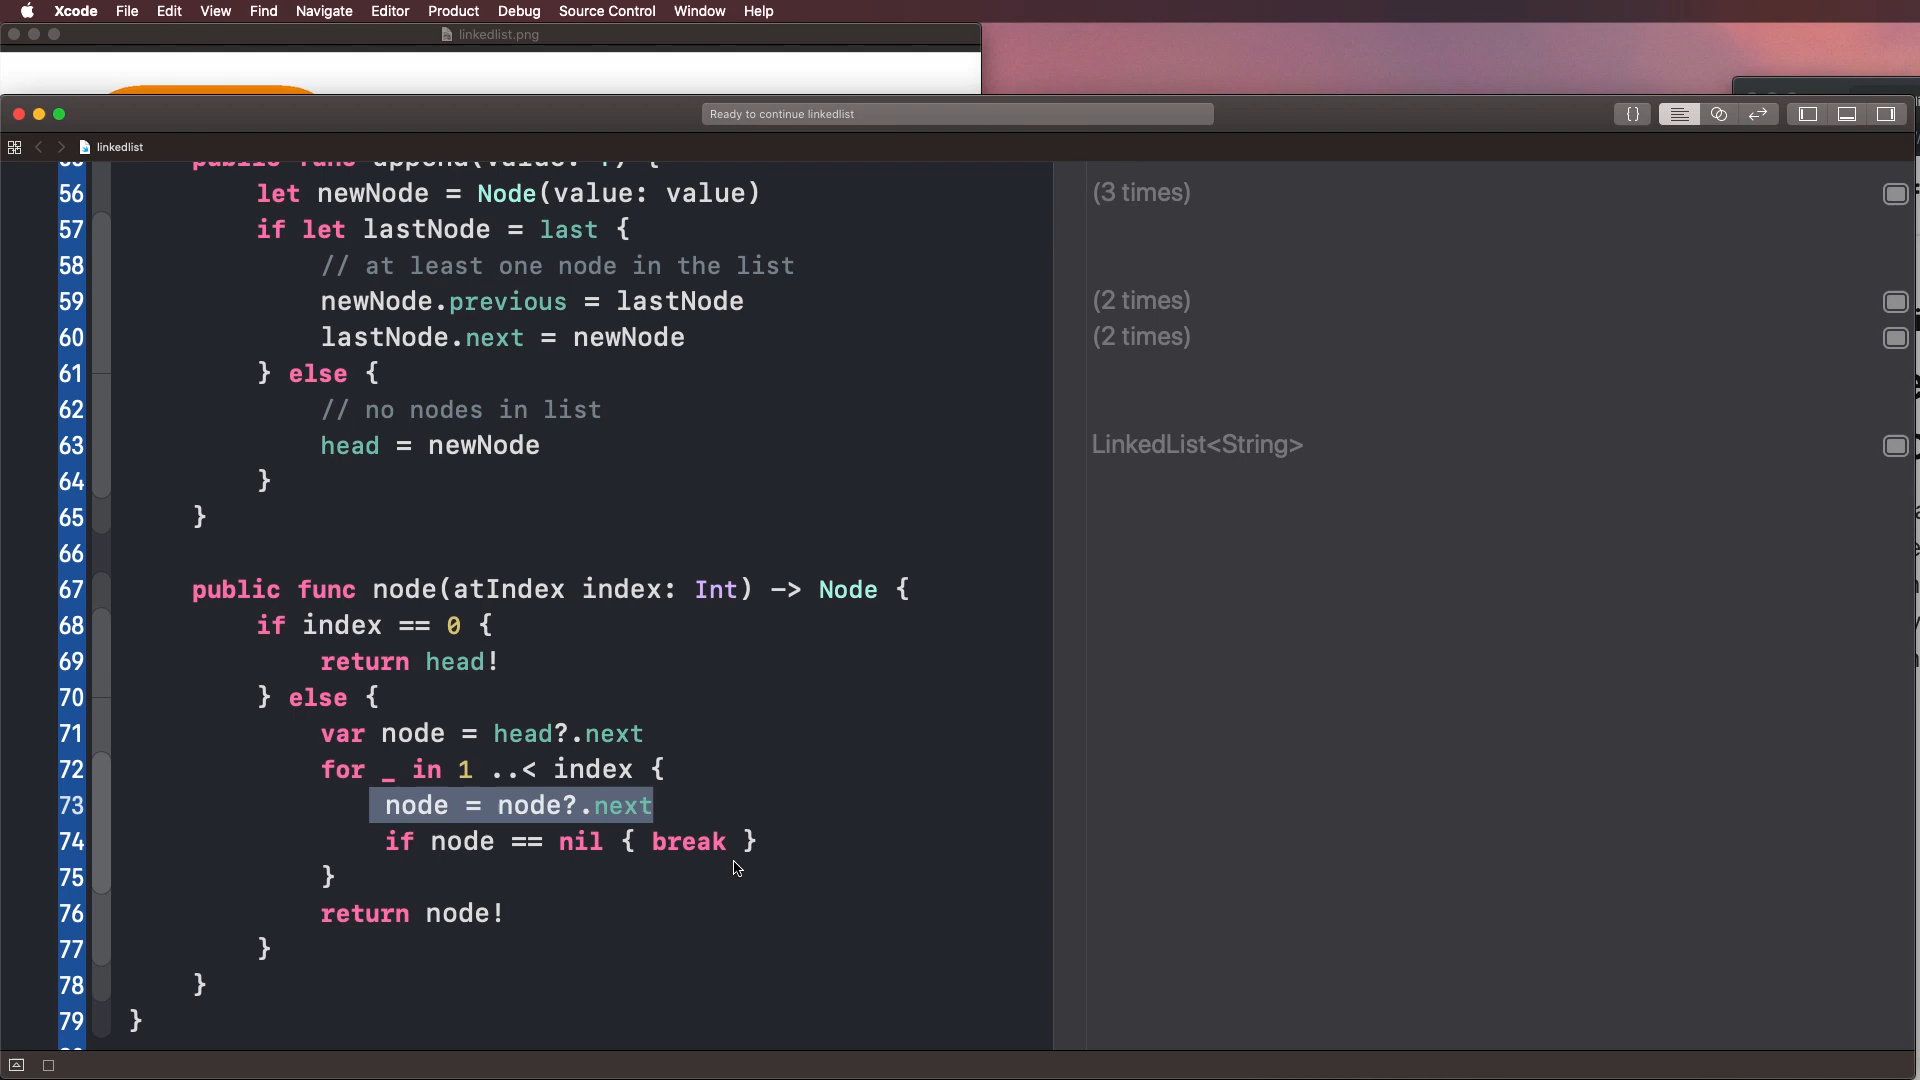 Xcode File Edit View Find Navigate Editor Product Debug Source Control Window Help
linkedlist.png
Ready to continue linkedlist
{}
linkedlist
public func append(value: T) {
56 let newNode = Node(value: value) (3 times)
57 if let lastNode = last {
58 // at least one node in the list
59 newNode.previous = lastNode (2 times)
60 lastNode.next = newNode (2 times)
61 } else {
62 // no nodes in list
63 head = newNode LinkedList<String>
64 }
65 }
66
67 public func node(atIndex index: Int) -> Node {
68 if index == 0 {
69 return head!
70 } else {
71 var node = head?.next
72 for _ in 1 ..< index {
73 node = node?.next
74 if node == nil { break }
75 }
76 return node!
77 }
78 }
79 }